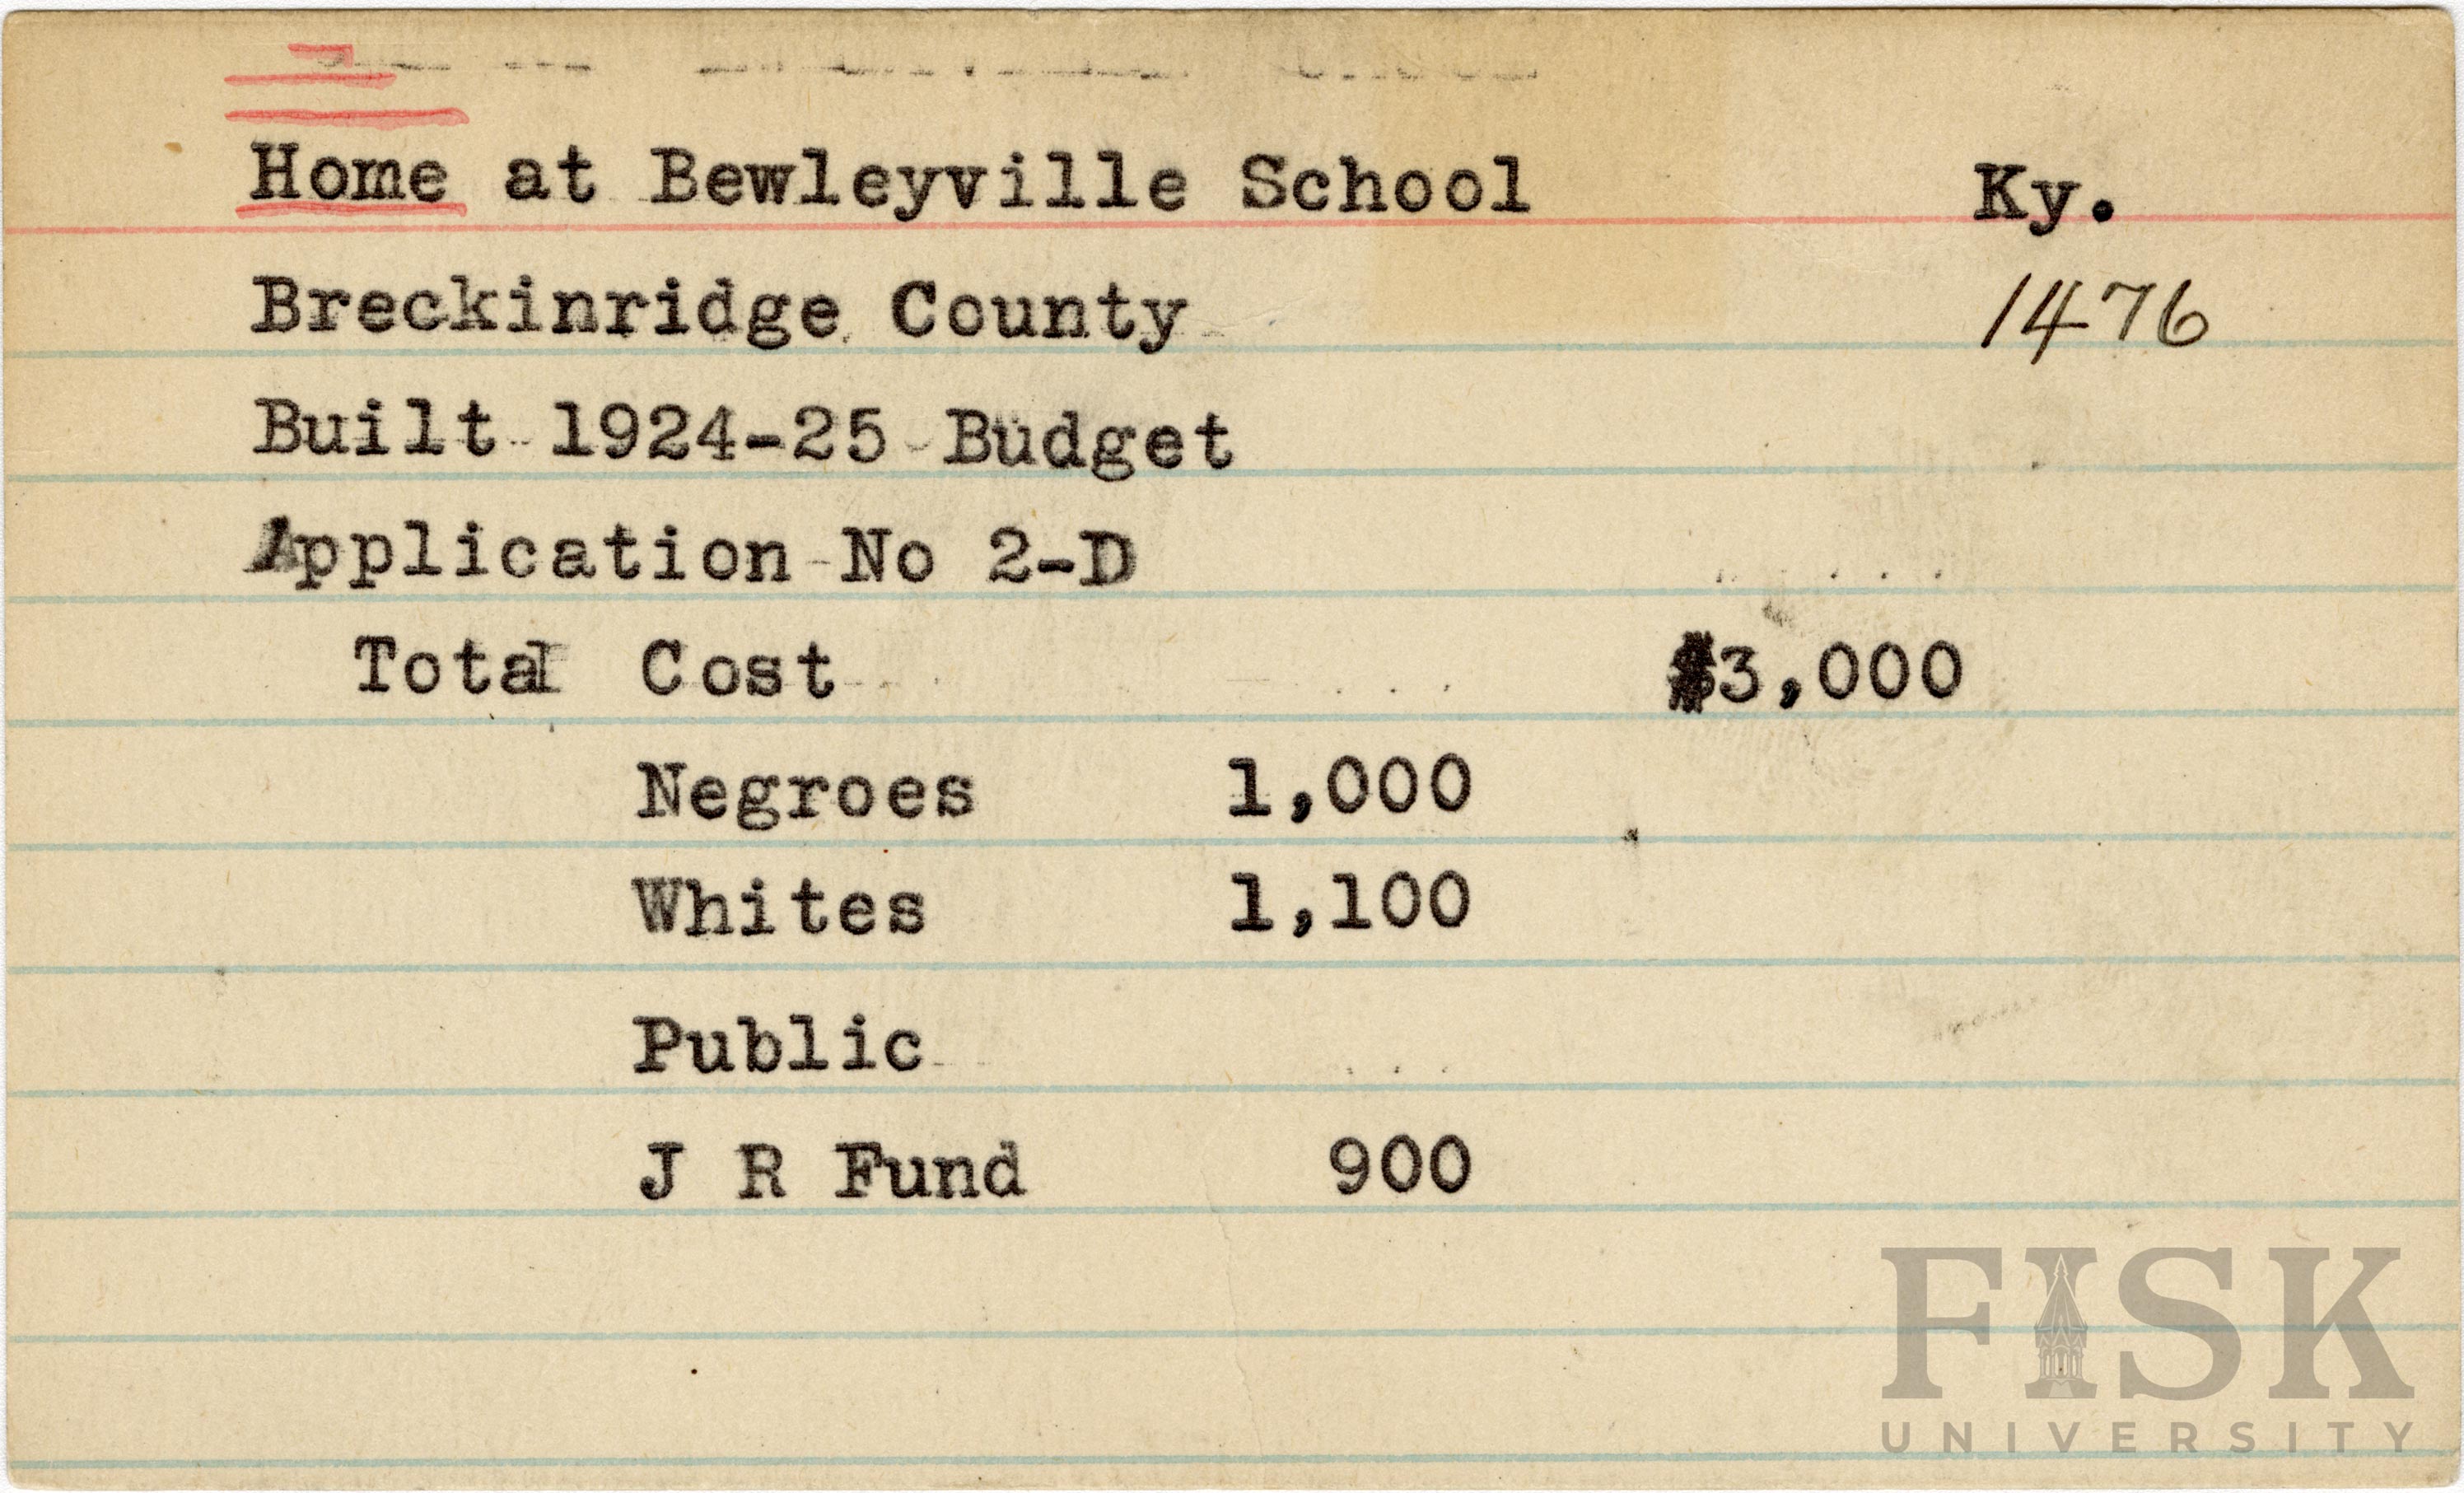 Home at Bewleyville School Ky.
Breckinridge County 1476
Built 1924-25 Budget
Application No 2-D
Total Cost $3,000
Negroes 1,000
Whites 1,100
Public
J R Fund 900
FISK
UNIVERSITY